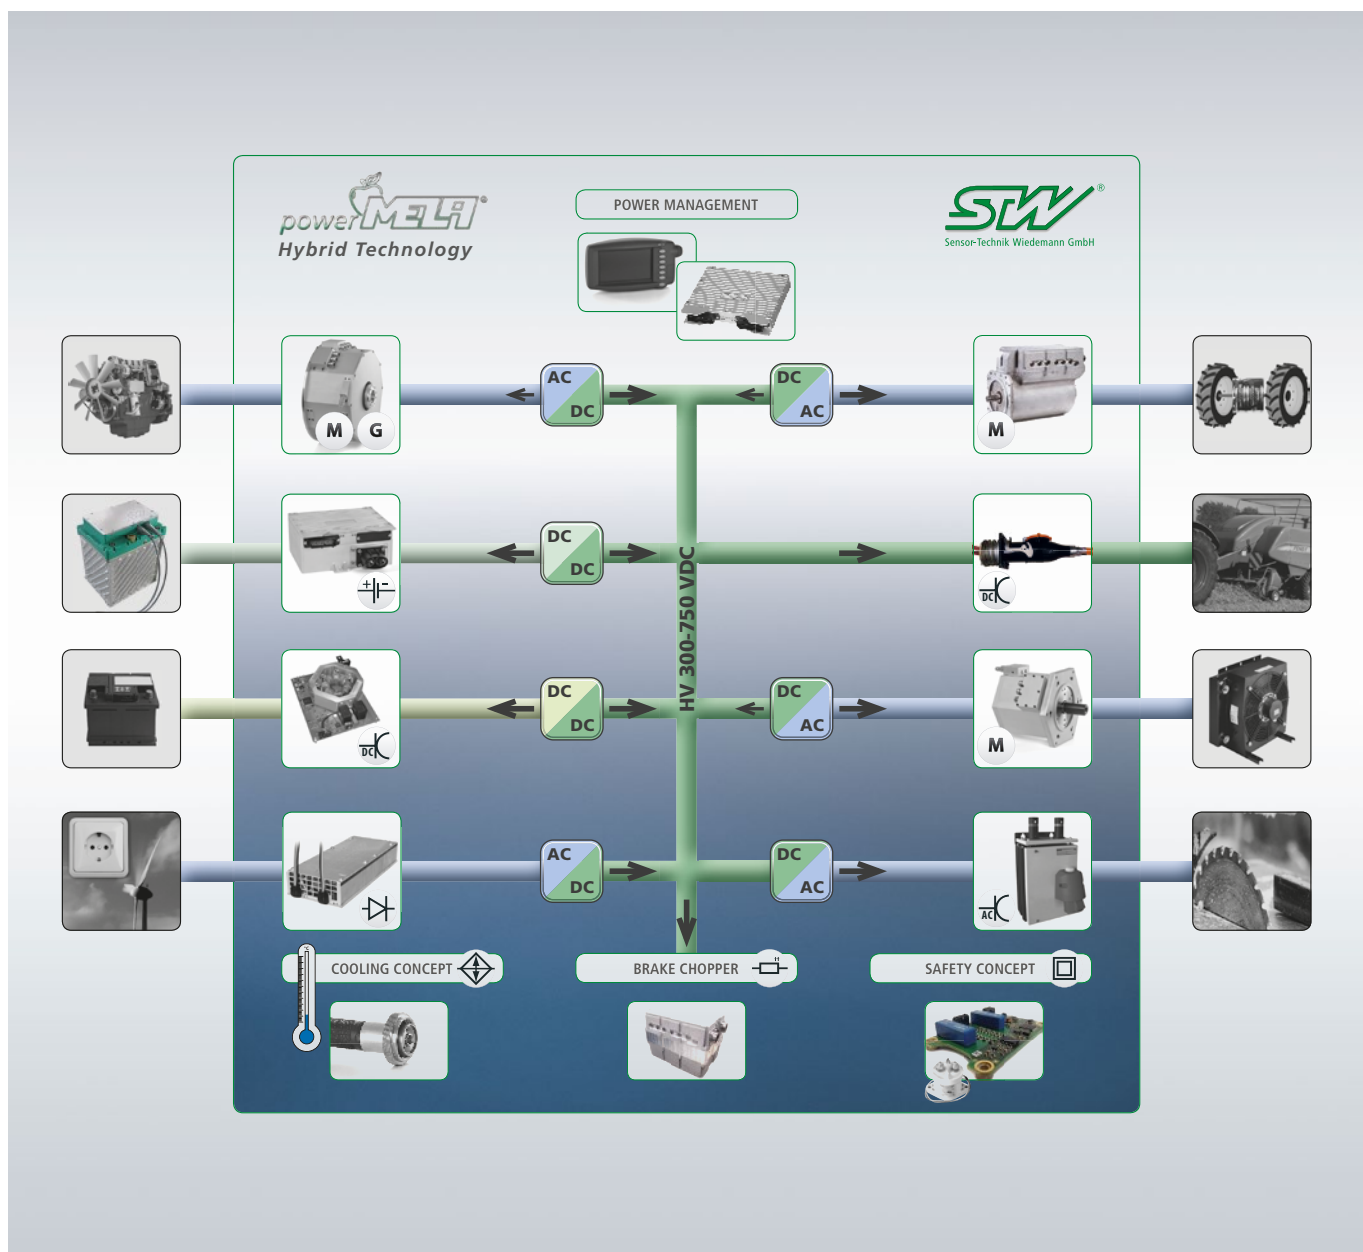 power MELA®
Hybrid Technology
POWER MANAGEMENT
STW®
Sensor-Technik Wiedemann GmbH
M G
AC
DC
DC
AC
M
+ -
DC
DC
DC
HV 300-750 VDC
DC
DC
DC
DC
AC
M
AC
DC
DC
AC
AC
COOLING CONCEPT
BRAKE CHOPPER
SAFETY CONCEPT